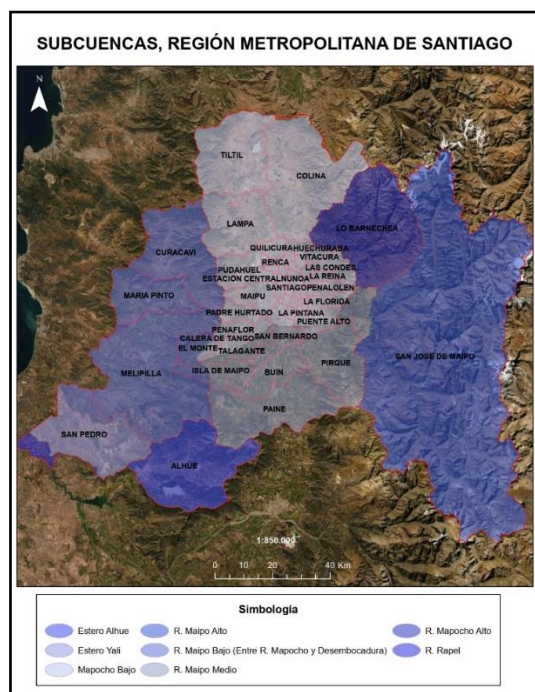 SUBCUENCAS, REGIÓN METROPOLITANA DE SANTIAGO
N
TILTIL
COLINA
LAMPA
LO BARNECHEA
QUILICURA HUECHURABA
CURACAVI
VITACURA
RENCA
LAS CONDES
PUDAHUEL
LA REINA
ESTACION CENTRAL NUNOA
SANTIAGO PENALOLEN
MARIA PINTO
MAIPU
LA FLORIDA
PADRE HURTADO
LA PINTANA
PUENTE ALTO
PENAFLOR
CALERA DE TANGO
SAN BERNARDO
EL MONTE
TALAGANTE
SAN JOSE DE MAIPO
PIRQUE
MELIPILLA
ISLA DE MAIPO
BUIN
PAINE
SAN PEDRO
ALHUE
1:850.000
0 10 20 40 Km
Simbología
Estero Alhue
R. Maipo Alto
R. Mapocho Alto
Estero Yali
R. Maipo Bajo (Entre R. Mapocho y Desembocadura)
R. Rapel
Mapocho Bajo
R. Maipo Medio